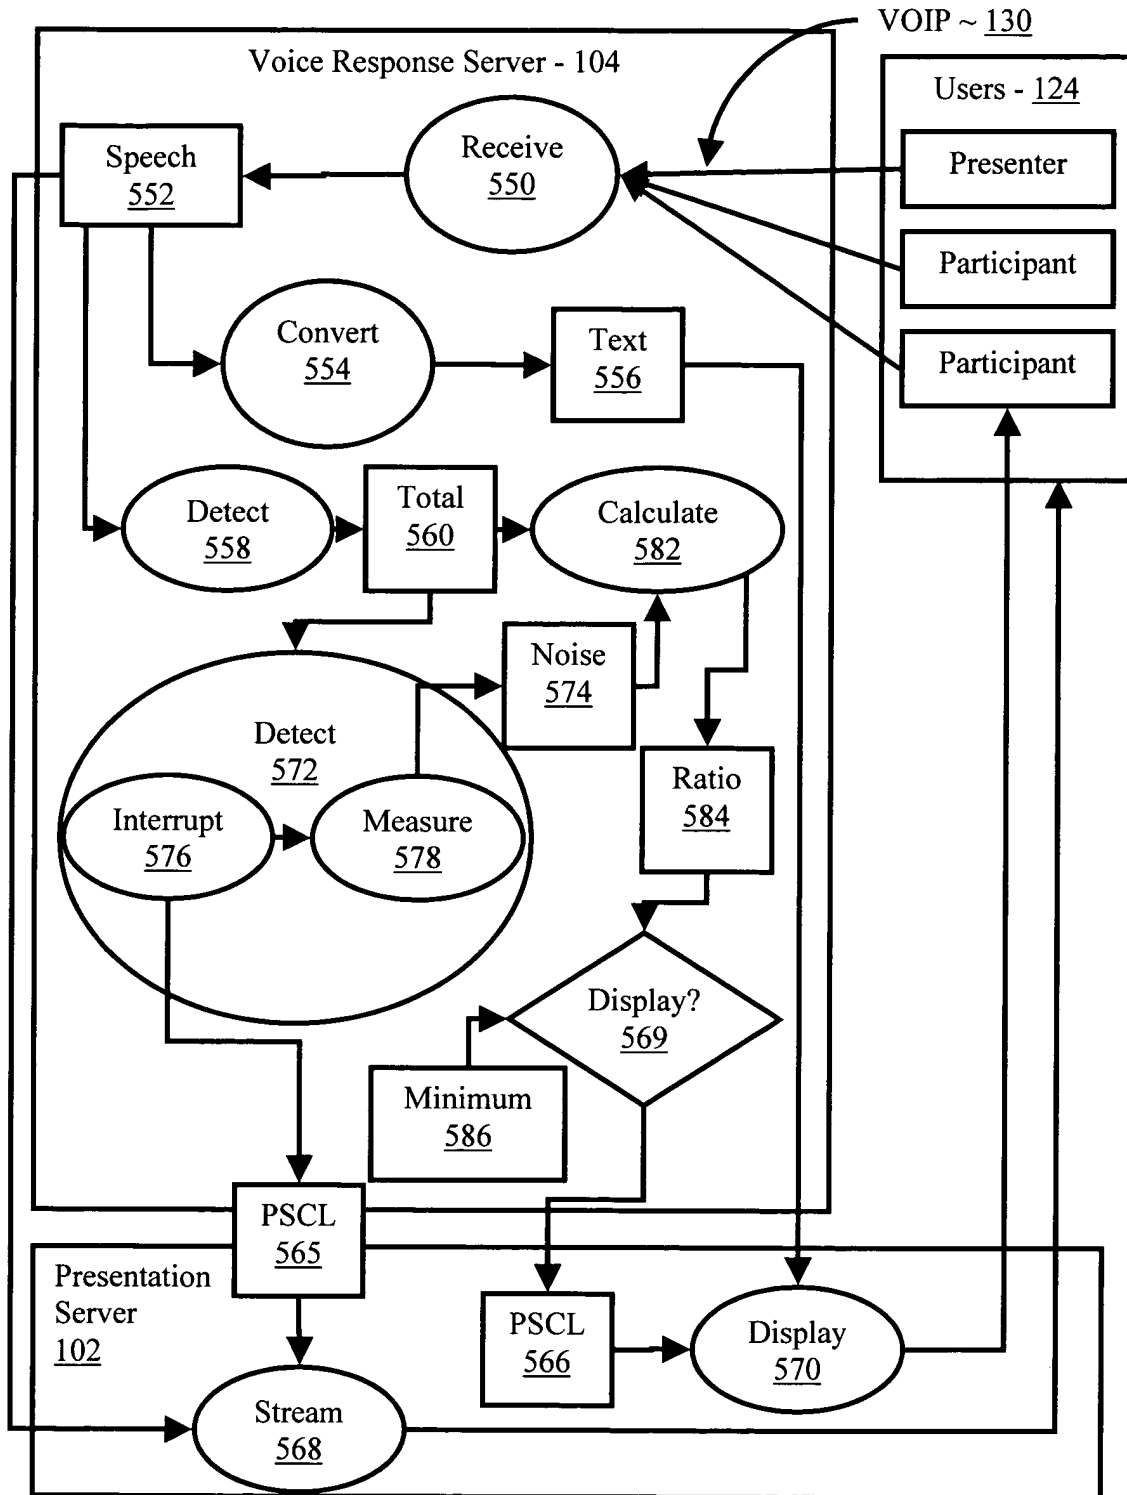 VOIP ~ 130
Voice Response Server - 104
Users - 124
Presenter
Participant
Participant
Speech
552
Receive
550
Convert
554
Text
556
Detect
558
Total
560
Calculate
582
Noise
574
Detect
572
Interrupt
576
Measure
578
Ratio
584
Display?
569
Minimum
586
PSCL
565
Presentation
Server
102
PSCL
566
Display
570
Stream
568